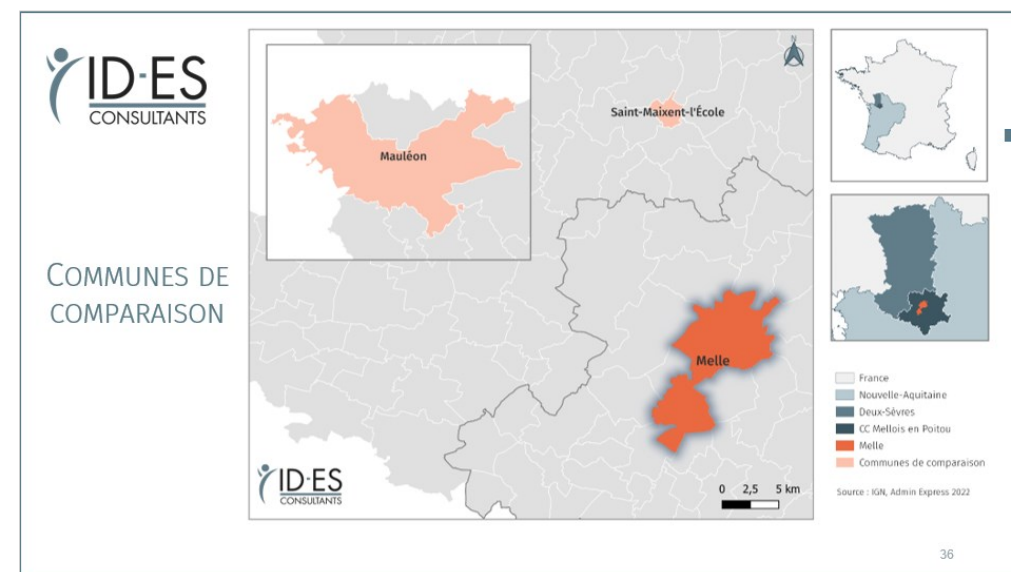 ID-ES
CONSULTANTS
COMMUNES DE
COMPARAISON
N
Saint-Maixent-l'École
Mauléon
Melle
ID-ES
CONSULTANTS
0 2,5 5 km
France
Nouvelle-Aquitaine
Deux-Sèvres
CC Mellois en Poitou
Melle
Communes de comparaison
Source : IGN, Admin Express 2022
36